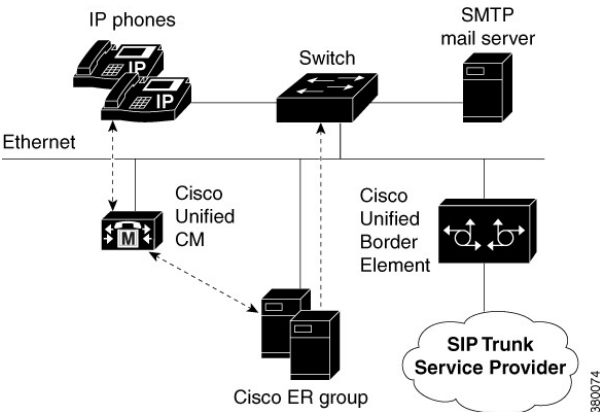 IP phones
SMTP
mail server
Switch
IP
IP
Ethernet
Cisco
Unified
CM
M
Cisco
Unified
Border
Element
SIP Trunk
Service Provider
Cisco ER group
380074